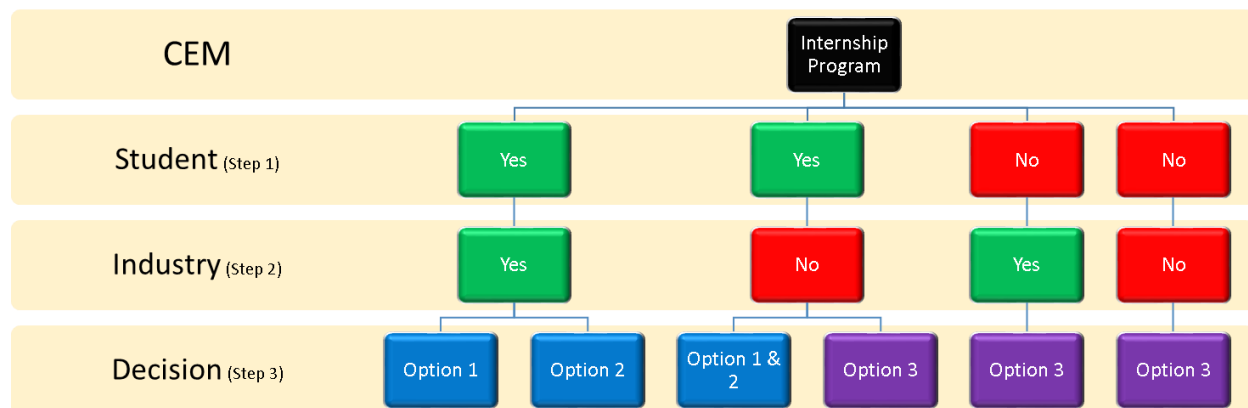 CEM
Internship
Program
Student (Step 1)
Yes
Yes
No
No
Industry (Step 2)
Yes
No
Yes
No
Decision (Step 3)
Option 1
Option 2
Option 1 &
2
Option 3
Option 3
Option 3